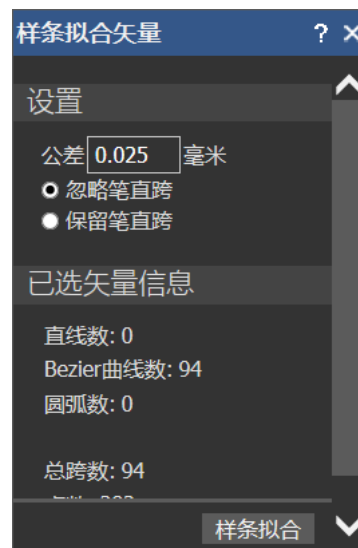 样条拟合矢量 ? ×
设置
公差 0.025 毫米
忽略笔直跨
保留笔直跨
已选矢量信息
直线数: 0
Bezier曲线数: 94
圆弧数: 0
总跨数: 94
样条拟合